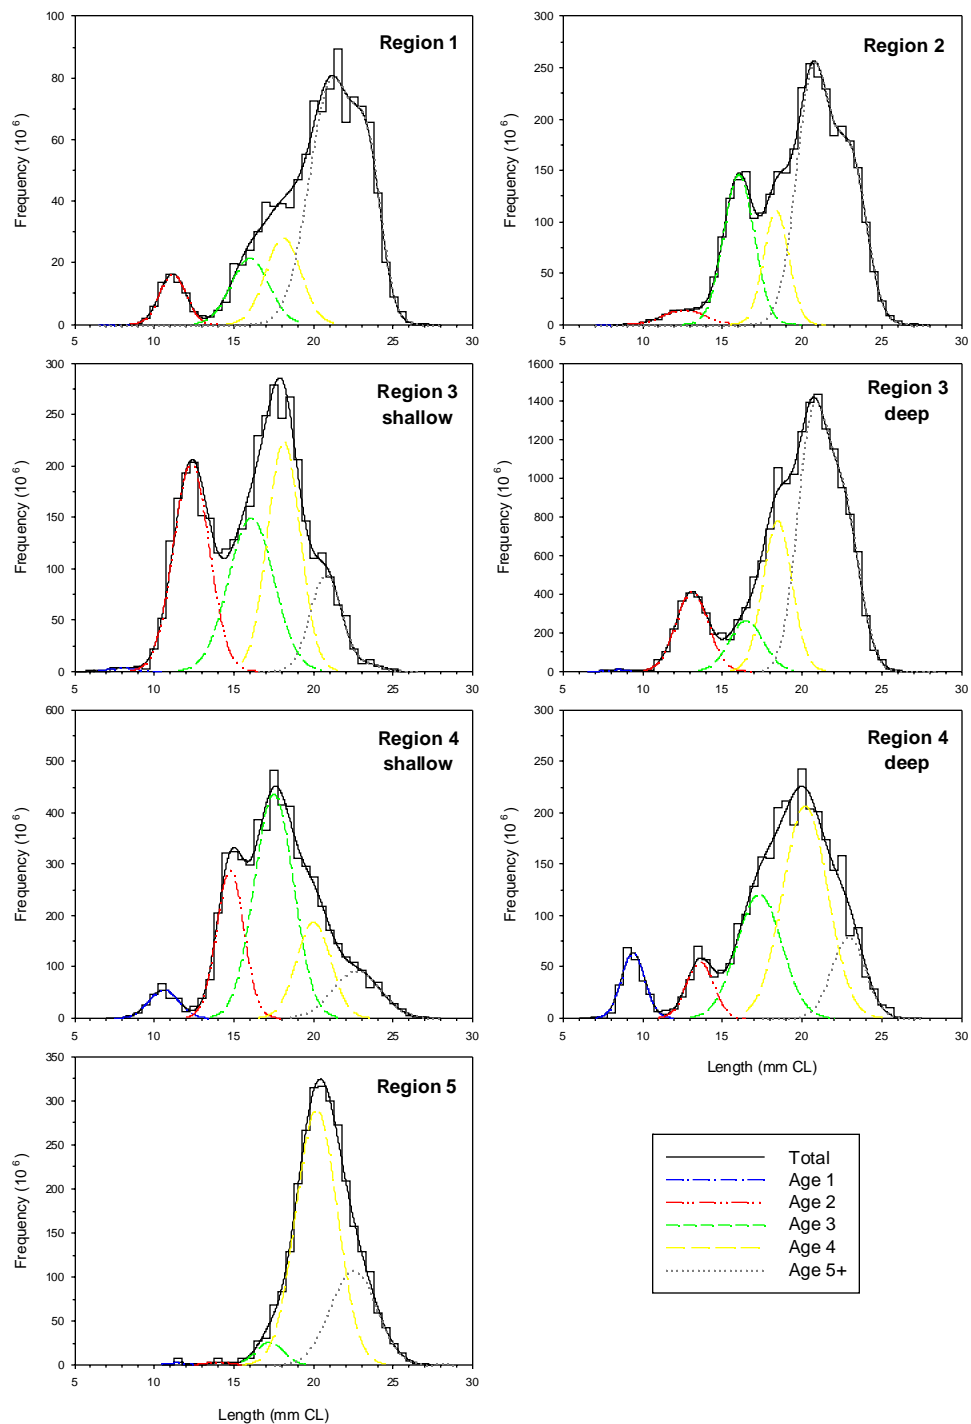 Region 1
Frequency (10⁶)
100
80
60
40
20
0
5 10 15 20 25 30
Region 2
Frequency (10⁶)
300
250
200
150
100
50
0
5 10 15 20 25 30
Region 3
shallow
Frequency (10⁶)
300
250
200
150
100
50
0
5 10 15 20 25 30
Region 3
deep
Frequency (10⁶)
1600
1400
1200
1000
800
600
400
200
0
5 10 15 20 25 30
Region 4
shallow
Frequency (10⁶)
600
500
400
300
200
100
0
5 10 15 20 25 30
Region 4
deep
Frequency (10⁶)
300
250
200
150
100
50
0
5 10 15 20 25 30
Length (mm CL)
Region 5
Frequency (10⁶)
350
300
250
200
150
100
50
0
5 10 15 20 25 30
Length (mm CL)
Total
Age 1
Age 2
Age 3
Age 4
Age 5+